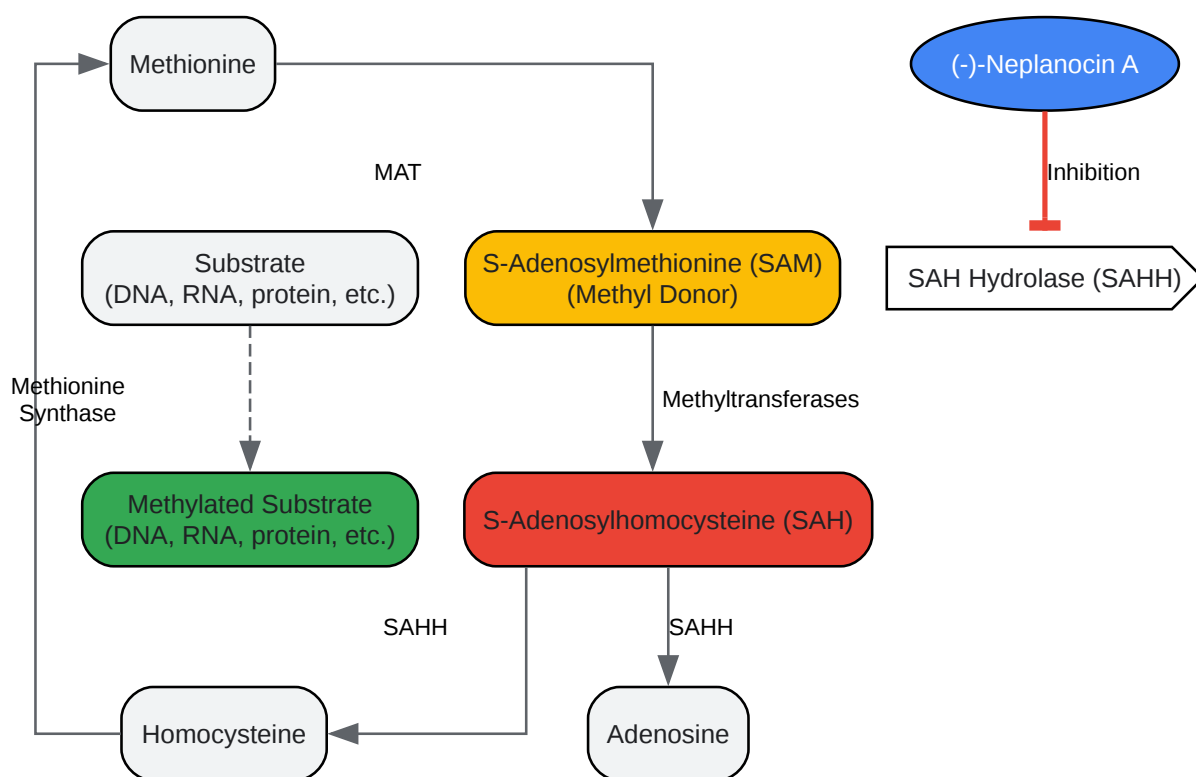 Methionine
(-)-Neplanocin A
MAT
Inhibition
Substrate
(DNA, RNA, protein, etc.)
S-Adenosylmethionine (SAM)
(Methyl Donor)
SAH Hydrolase (SAHH)
Methionine
Synthase
Methyltransferases
Methylated Substrate
(DNA, RNA, protein, etc.)
S-Adenosylhomocysteine (SAH)
SAHH
SAHH
Homocysteine
Adenosine